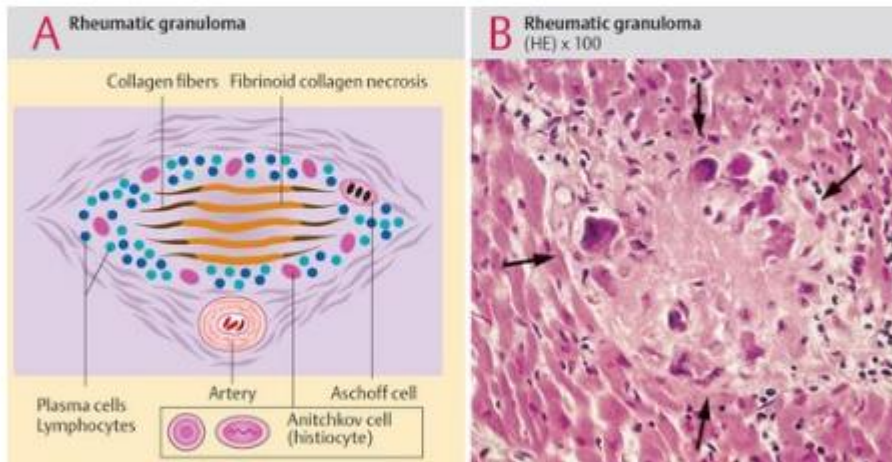 A Rheumatic granuloma
Collagen fibers Fibrinoid collagen necrosis
Plasma cells
Lymphocytes
Artery
Aschoff cell
Anitchkov cell
(histiocyte)
B Rheumatic granuloma
(HE) x 100